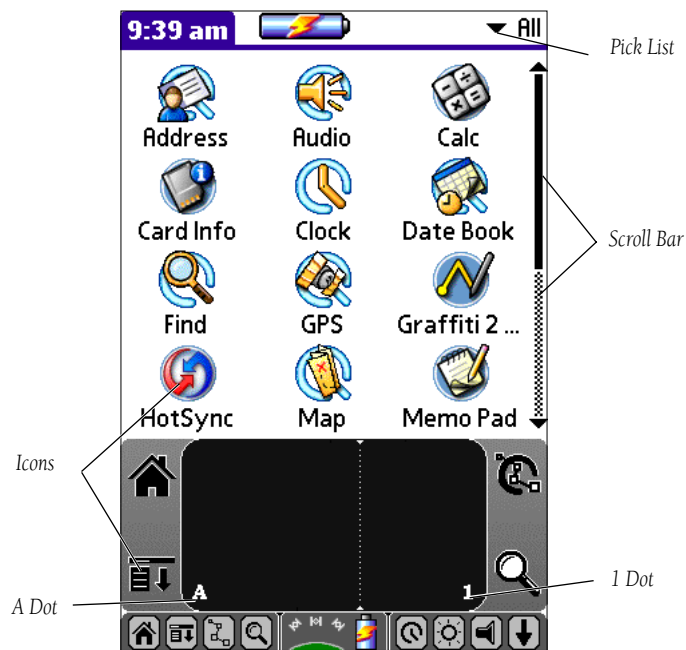 9:39 am
All
Pick List
Address Audio Calc
Card Info Clock Date Book
Scroll Bar
Find GPS Graffiti 2 ...
HotSync Map Memo Pad
Icons
A 1
A Dot
1 Dot